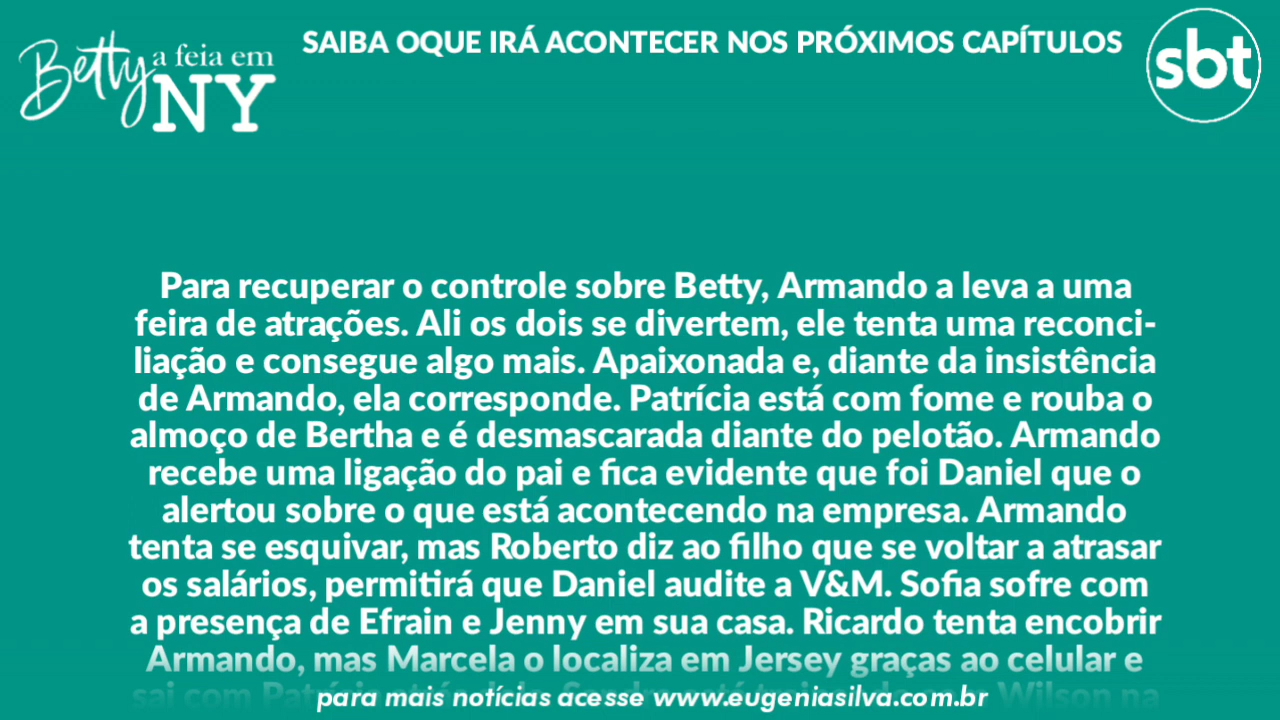 Betty a feia em
NY
SAIBA OQUE IRÁ ACONTECER NOS PRÓXIMOS CAPÍTULOS
sbt
Para recuperar o controle sobre Betty, Armando a leva a uma
feira de atrações. Ali os dois se divertem, ele tenta uma reconci-
liação e consegue algo mais. Apaixonada e, diante da insistência
de Armando, ela corresponde. Patrícia está com fome e rouba o
almoço de Bertha e é desmascarada diante do pelotão. Armando
recebe uma ligação do pai e fica evidente que foi Daniel que o
alertou sobre o que está acontecendo na empresa. Armando
tenta se esquivar, mas Roberto diz ao filho que se voltar a atrasar
os salários, permitirá que Daniel audite a V&M. Sofia sofre com
a presença de Efrain e Jenny em sua casa. Ricardo tenta encobrir
Armando, mas Marcela o localiza em Jersey graças ao celular e
sai com Patrícia Wilson na
para mais notícias acesse www.eugeniasilva.com.br